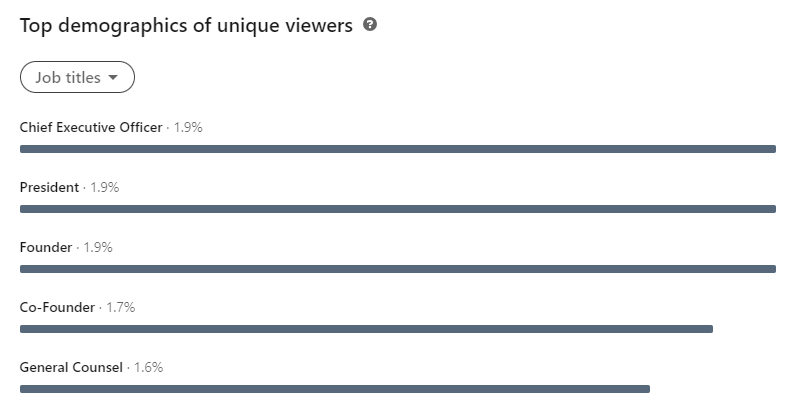 Top demographics of unique viewers ?
Job titles
Chief Executive Officer · 1.9%
President · 1.9%
Founder · 1.9%
Co-Founder · 1.7%
General Counsel · 1.6%